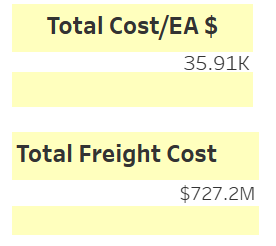 Total Cost/EA $
35.91K
Total Freight Cost
$727.2M